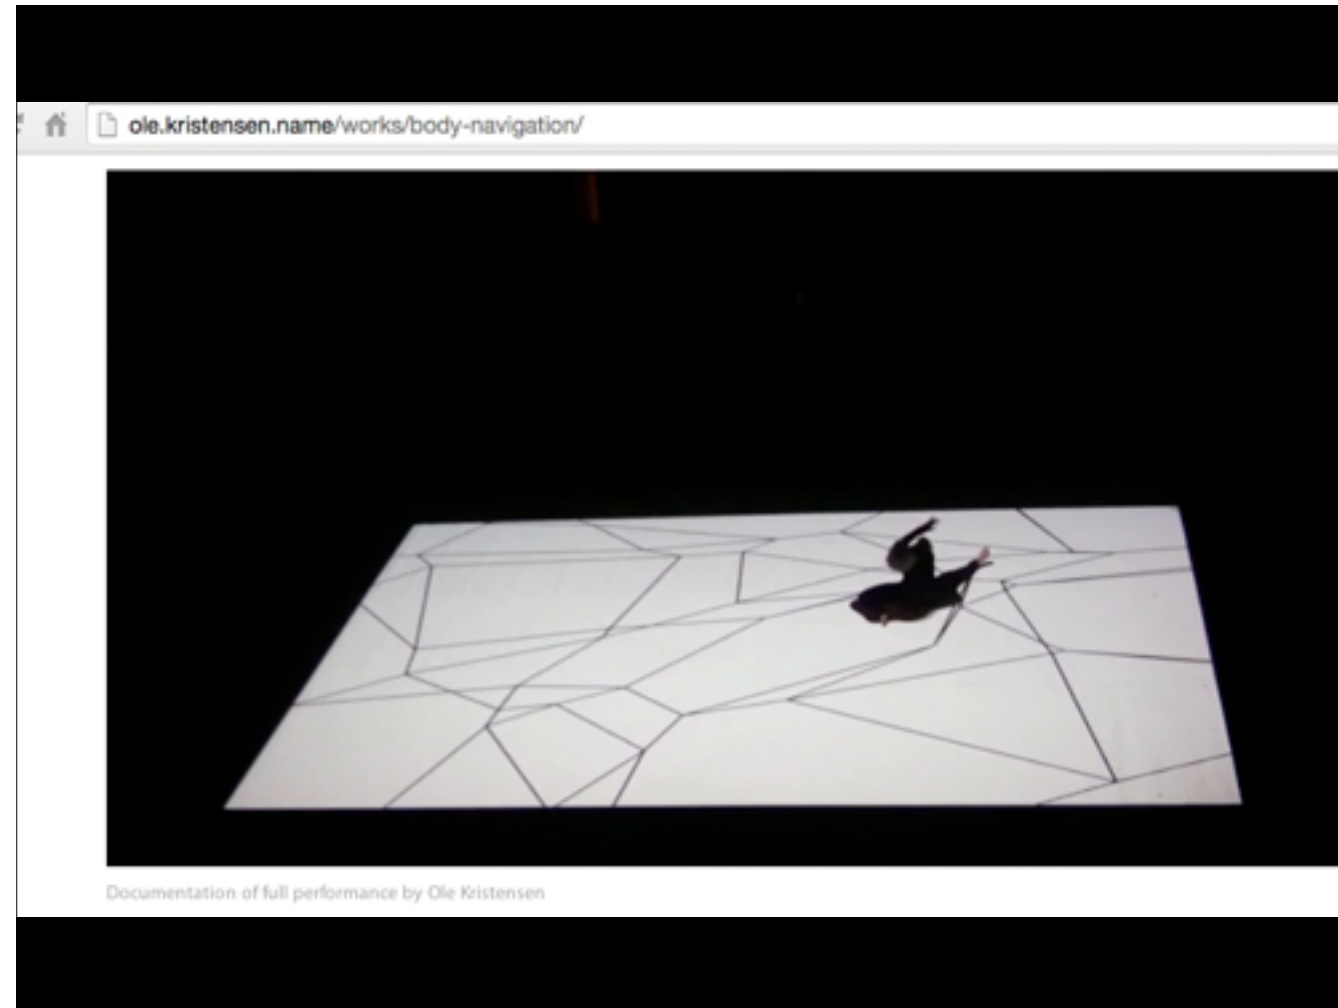 ole.kristensen.name/works/body-navigation/
Documentation of full performance by Ole Kristensen